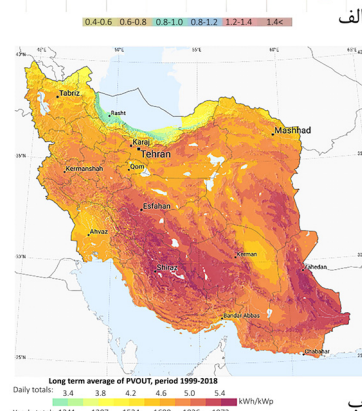 الف
0.4-0.6 0.6-0.8 0.8-1.0 0.8-1.2 1.2-1.4 1.4<
50°N
55°E
Tabriz
Rasht
Mashhad
Karaj
Tehran
Qom
Kermanshah
Esfahan
Ahvaz
Kerman
Shiraz
Zahedan
Bandar Abbas
Chabahar
25°N
Long term average of PVOUT, period 1999-2018
Daily totals:
3.4 3.8 4.2 4.6 5.0 5.4
kWh/kWp